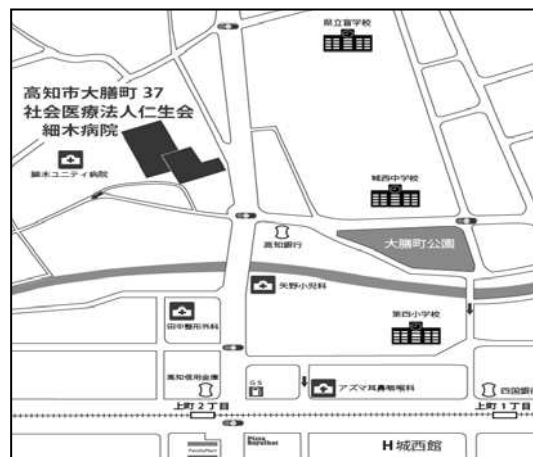 県立盲学校
高知市大膳町 37
社会医療法人仁生会
細木病院
細木ユニティ病院
城西中学校
高知銀行
大膳町公園
矢野小児科
田中整形外科
第四小学校
高知信用金庫
GS
アズマ耳鼻咽喉科
四国銀行
上町2丁目
上町1丁目
FamilyMart
Pizza
H 城西館